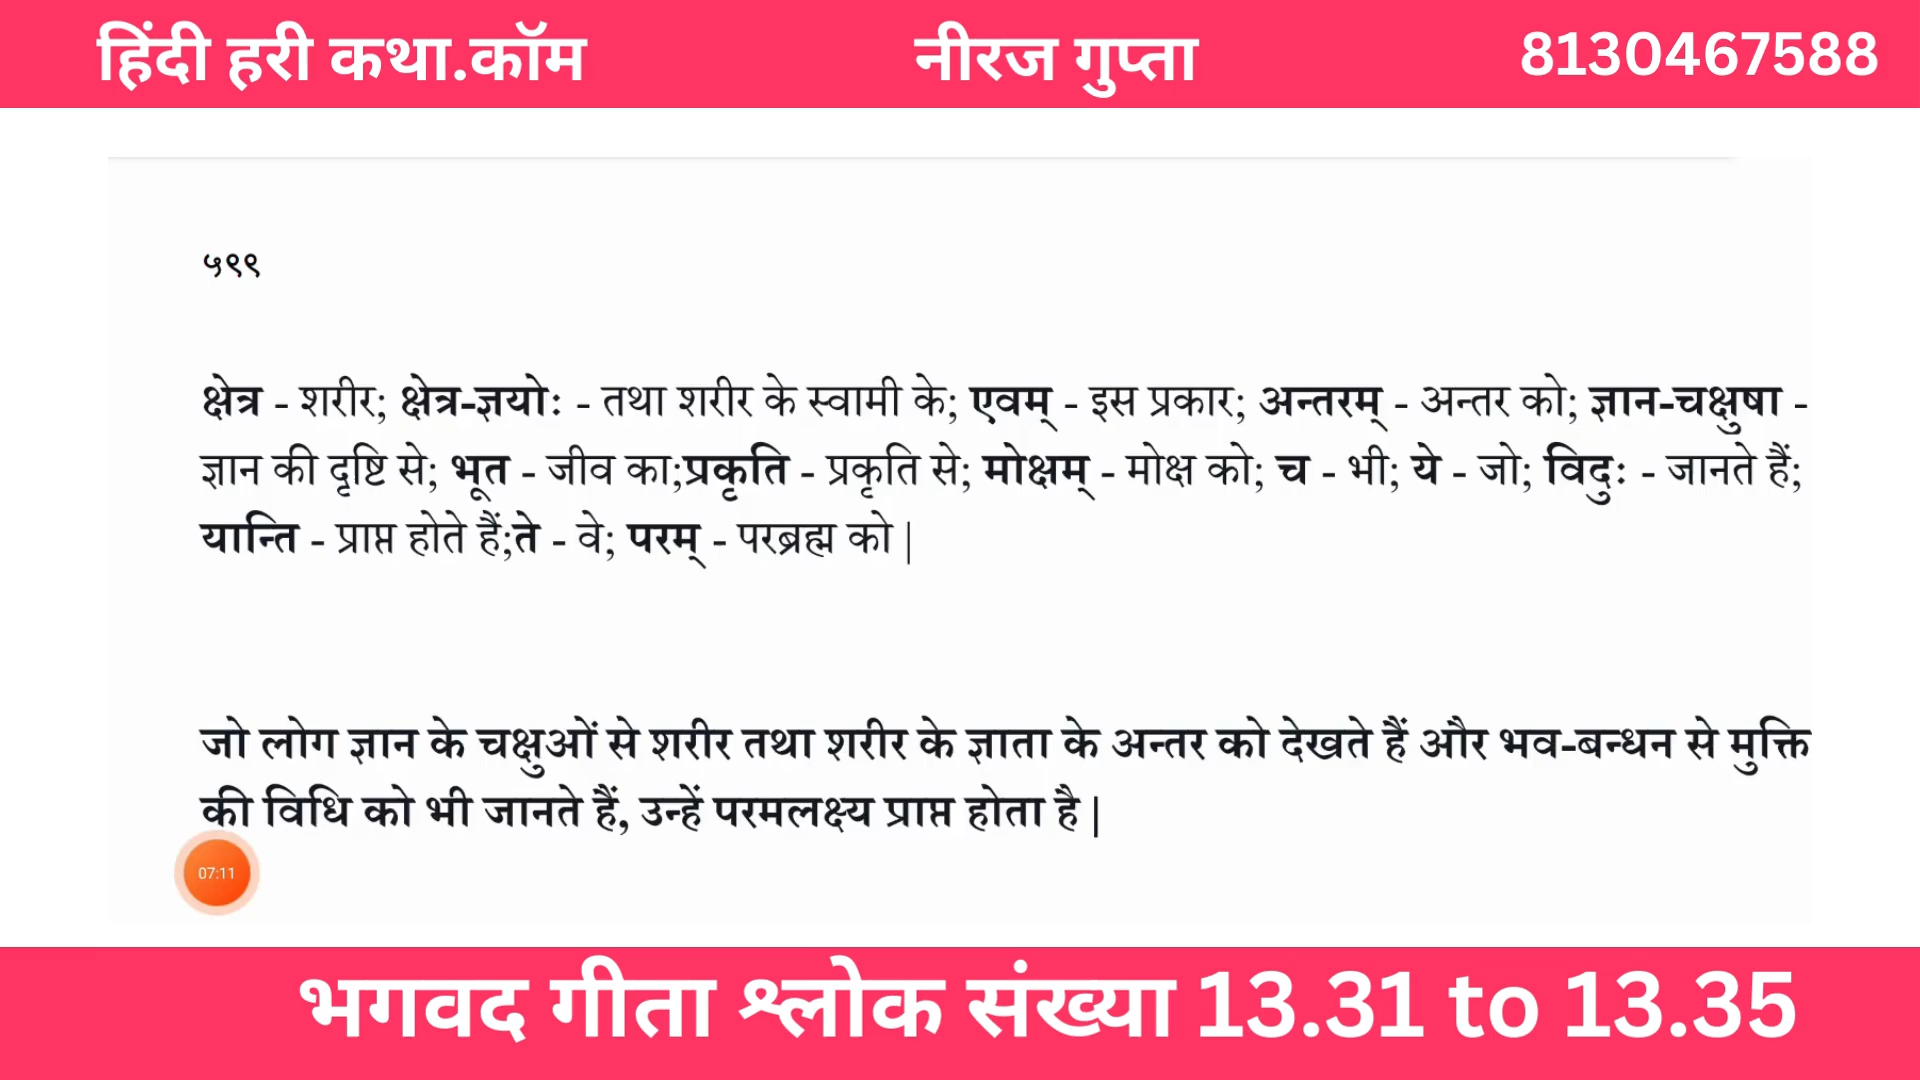 हिंदी हरी कथा.कॉम
नीरज गुप्ता
8130467588
५९९
क्षेत्र - शरीर; क्षेत्र-ज्ञयोः - तथा शरीर के स्वामी के; एवम् - इस प्रकार; अन्तरम् - अन्तर को; ज्ञान-चक्षुषा -
ज्ञान की दृष्टि से; भूत - जीव का;प्रकृति - प्रकृति से; मोक्षम् - मोक्ष को; च - भी; ये - जो; विदुः - जानते हैं;
यान्ति - प्राप्त होते हैं;ते - वे; परम् - परब्रह्म को |
जो लोग ज्ञान के चक्षुओं से शरीर तथा शरीर के ज्ञाता के अन्तर को देखते हैं और भव-बन्धन से मुक्ति
की विधि को भी जानते हैं, उन्हें परमलक्ष्य प्राप्त होता है |
07:11
भगवद गीता श्लोक संख्या 13.31 to 13.35